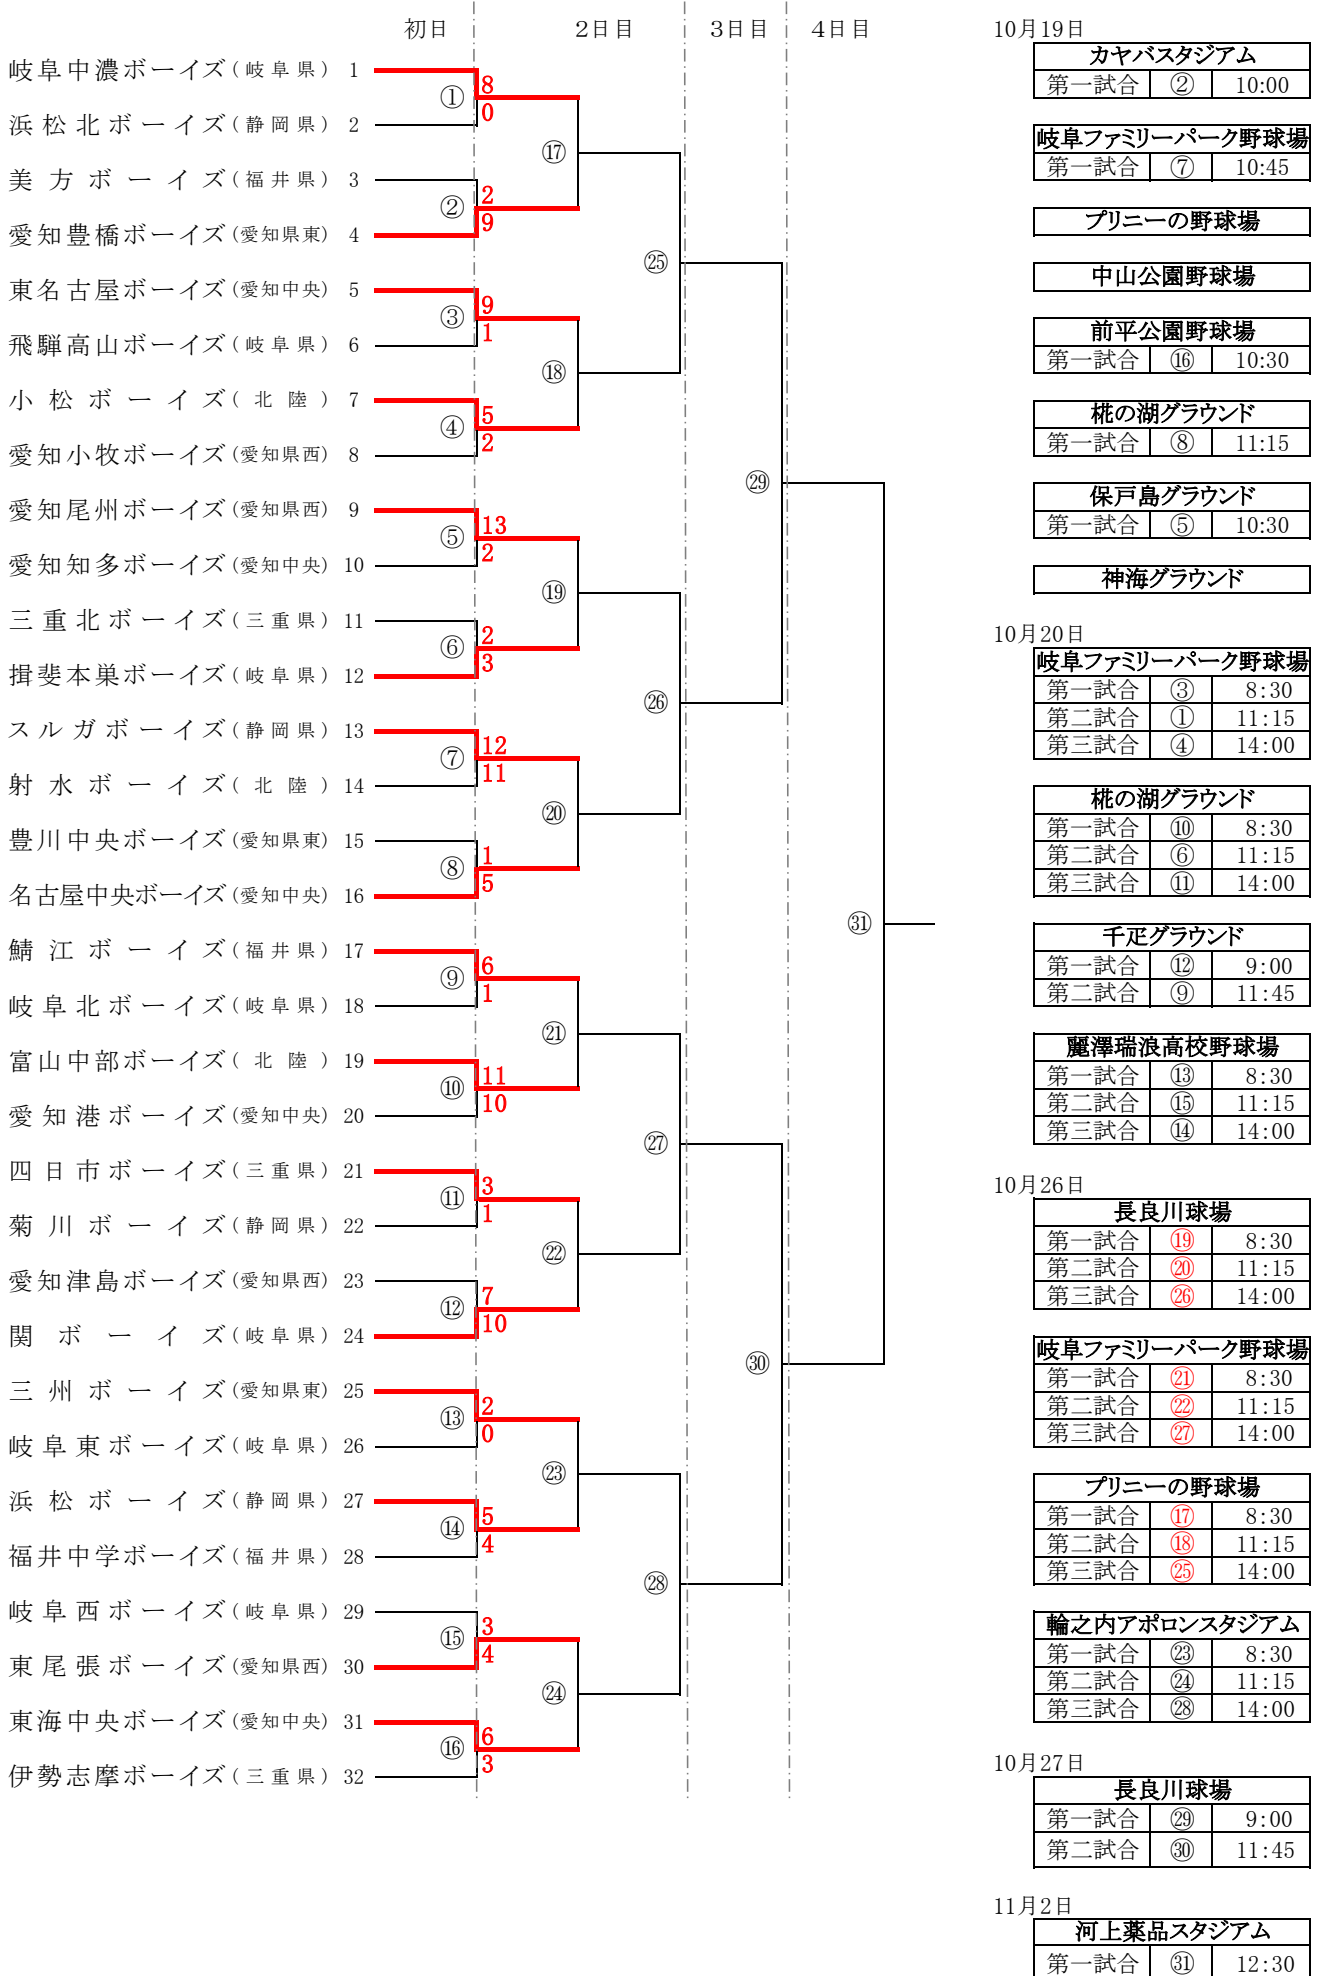 初日 2日目 3日目 4日目
岐阜中濃ボーイズ(岐阜県) 1
① 8
0
浜松北ボーイズ(静岡県) 2
⑰
美方ボーイズ(福井県) 3
② 2
9
愛知豊橋ボーイズ(愛知県東) 4
㉕
東名古屋ボーイズ(愛知中央) 5
③ 9
1
飛騨高山ボーイズ(岐阜県) 6
⑱
小松ボーイズ(北陸) 7
④ 5
2
愛知小牧ボーイズ(愛知県西) 8
㉙
愛知尾州ボーイズ(愛知県西) 9
⑤ 13
2
愛知知多ボーイズ(愛知中央) 10
⑲
三重北ボーイズ(三重県) 11
⑥ 2
3
揖斐本巣ボーイズ(岐阜県) 12
㉖
スルガボーイズ(静岡県) 13
⑦ 12
11
射水ボーイズ(北陸) 14
⑳
豊川中央ボーイズ(愛知県東) 15
⑧ 1
5
名古屋中央ボーイズ(愛知中央) 16
㉛
鯖江ボーイズ(福井県) 17
⑨ 6
1
岐阜北ボーイズ(岐阜県) 18
㉑
富山中部ボーイズ(北陸) 19
⑩ 11
10
愛知港ボーイズ(愛知中央) 20
㉗
四日市ボーイズ(三重県) 21
⑪ 3
1
菊川ボーイズ(静岡県) 22
㉒
愛知津島ボーイズ(愛知県西) 23
⑫ 7
10
関ボーイズ(岐阜県) 24
㉚
三州ボーイズ(愛知県東) 25
⑬ 2
0
岐阜東ボーイズ(岐阜県) 26
㉓
浜松ボーイズ(静岡県) 27
⑭ 5
4
福井中学ボーイズ(福井県) 28
㉘
岐阜西ボーイズ(岐阜県) 29
⑮ 3
4
東尾張ボーイズ(愛知県西) 30
㉔
東海中央ボーイズ(愛知中央) 31
⑯ 6
3
伊勢志摩ボーイズ(三重県) 32
10月19日
カヤバスタジアム
第一試合 ② 10:00
岐阜ファミリーパーク野球場
第一試合 ⑦ 10:45
プリニーの野球場
中山公園野球場
前平公園野球場
第一試合 ⑯ 10:30
椛の湖グラウンド
第一試合 ⑧ 11:15
保戸島グラウンド
第一試合 ⑤ 10:30
神海グラウンド
10月20日
岐阜ファミリーパーク野球場
第一試合 ③ 8:30
第二試合 ① 11:15
第三試合 ④ 14:00
椛の湖グラウンド
第一試合 ⑩ 8:30
第二試合 ⑥ 11:15
第三試合 ⑪ 14:00
千疋グラウンド
第一試合 ⑫ 9:00
第二試合 ⑨ 11:45
麗澤瑞浪高校野球場
第一試合 ⑬ 8:30
第二試合 ⑮ 11:15
第三試合 ⑭ 14:00
10月26日
長良川球場
第一試合 ⑲ 8:30
第二試合 ⑳ 11:15
第三試合 ㉖ 14:00
岐阜ファミリーパーク野球場
第一試合 ㉑ 8:30
第二試合 ㉒ 11:15
第三試合 ㉗ 14:00
プリニーの野球場
第一試合 ⑰ 8:30
第二試合 ⑱ 11:15
第三試合 ㉕ 14:00
輪之内アポロンスタジアム
第一試合 ㉓ 8:30
第二試合 ㉔ 11:15
第三試合 ㉘ 14:00
10月27日
長良川球場
第一試合 ㉙ 9:00
第二試合 ㉚ 11:45
11月2日
河上薬品スタジアム
第一試合 ㉛ 12:30